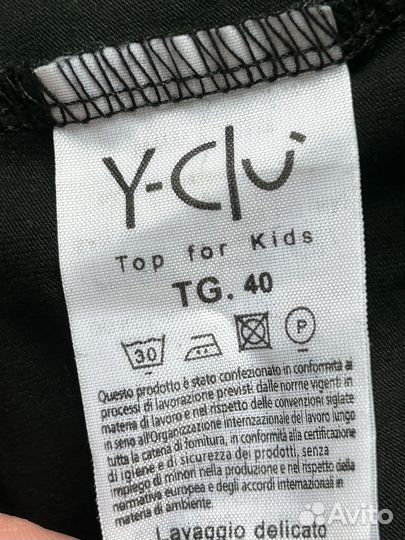 Y-Clù
Top for Kids
TG. 40
30 P
Questo prodotto è stato confezionato in conformità ai
processi di lavorazione previsti dalle norme vigenti in
materia di lavoro e nel rispetto delle convenzioni siglate
in seno all'Organizzazione internazionale del lavoro lungo
tutta la catena di fornitura, in conformità alla certificazione
di igiene e di sicurezza dei prodotti, senza
impiego di minori nella produzione e nel rispetto della
normativa europea e degli accordi internazionali in
materia di ambiente.
Lavaggio delicato
Avito